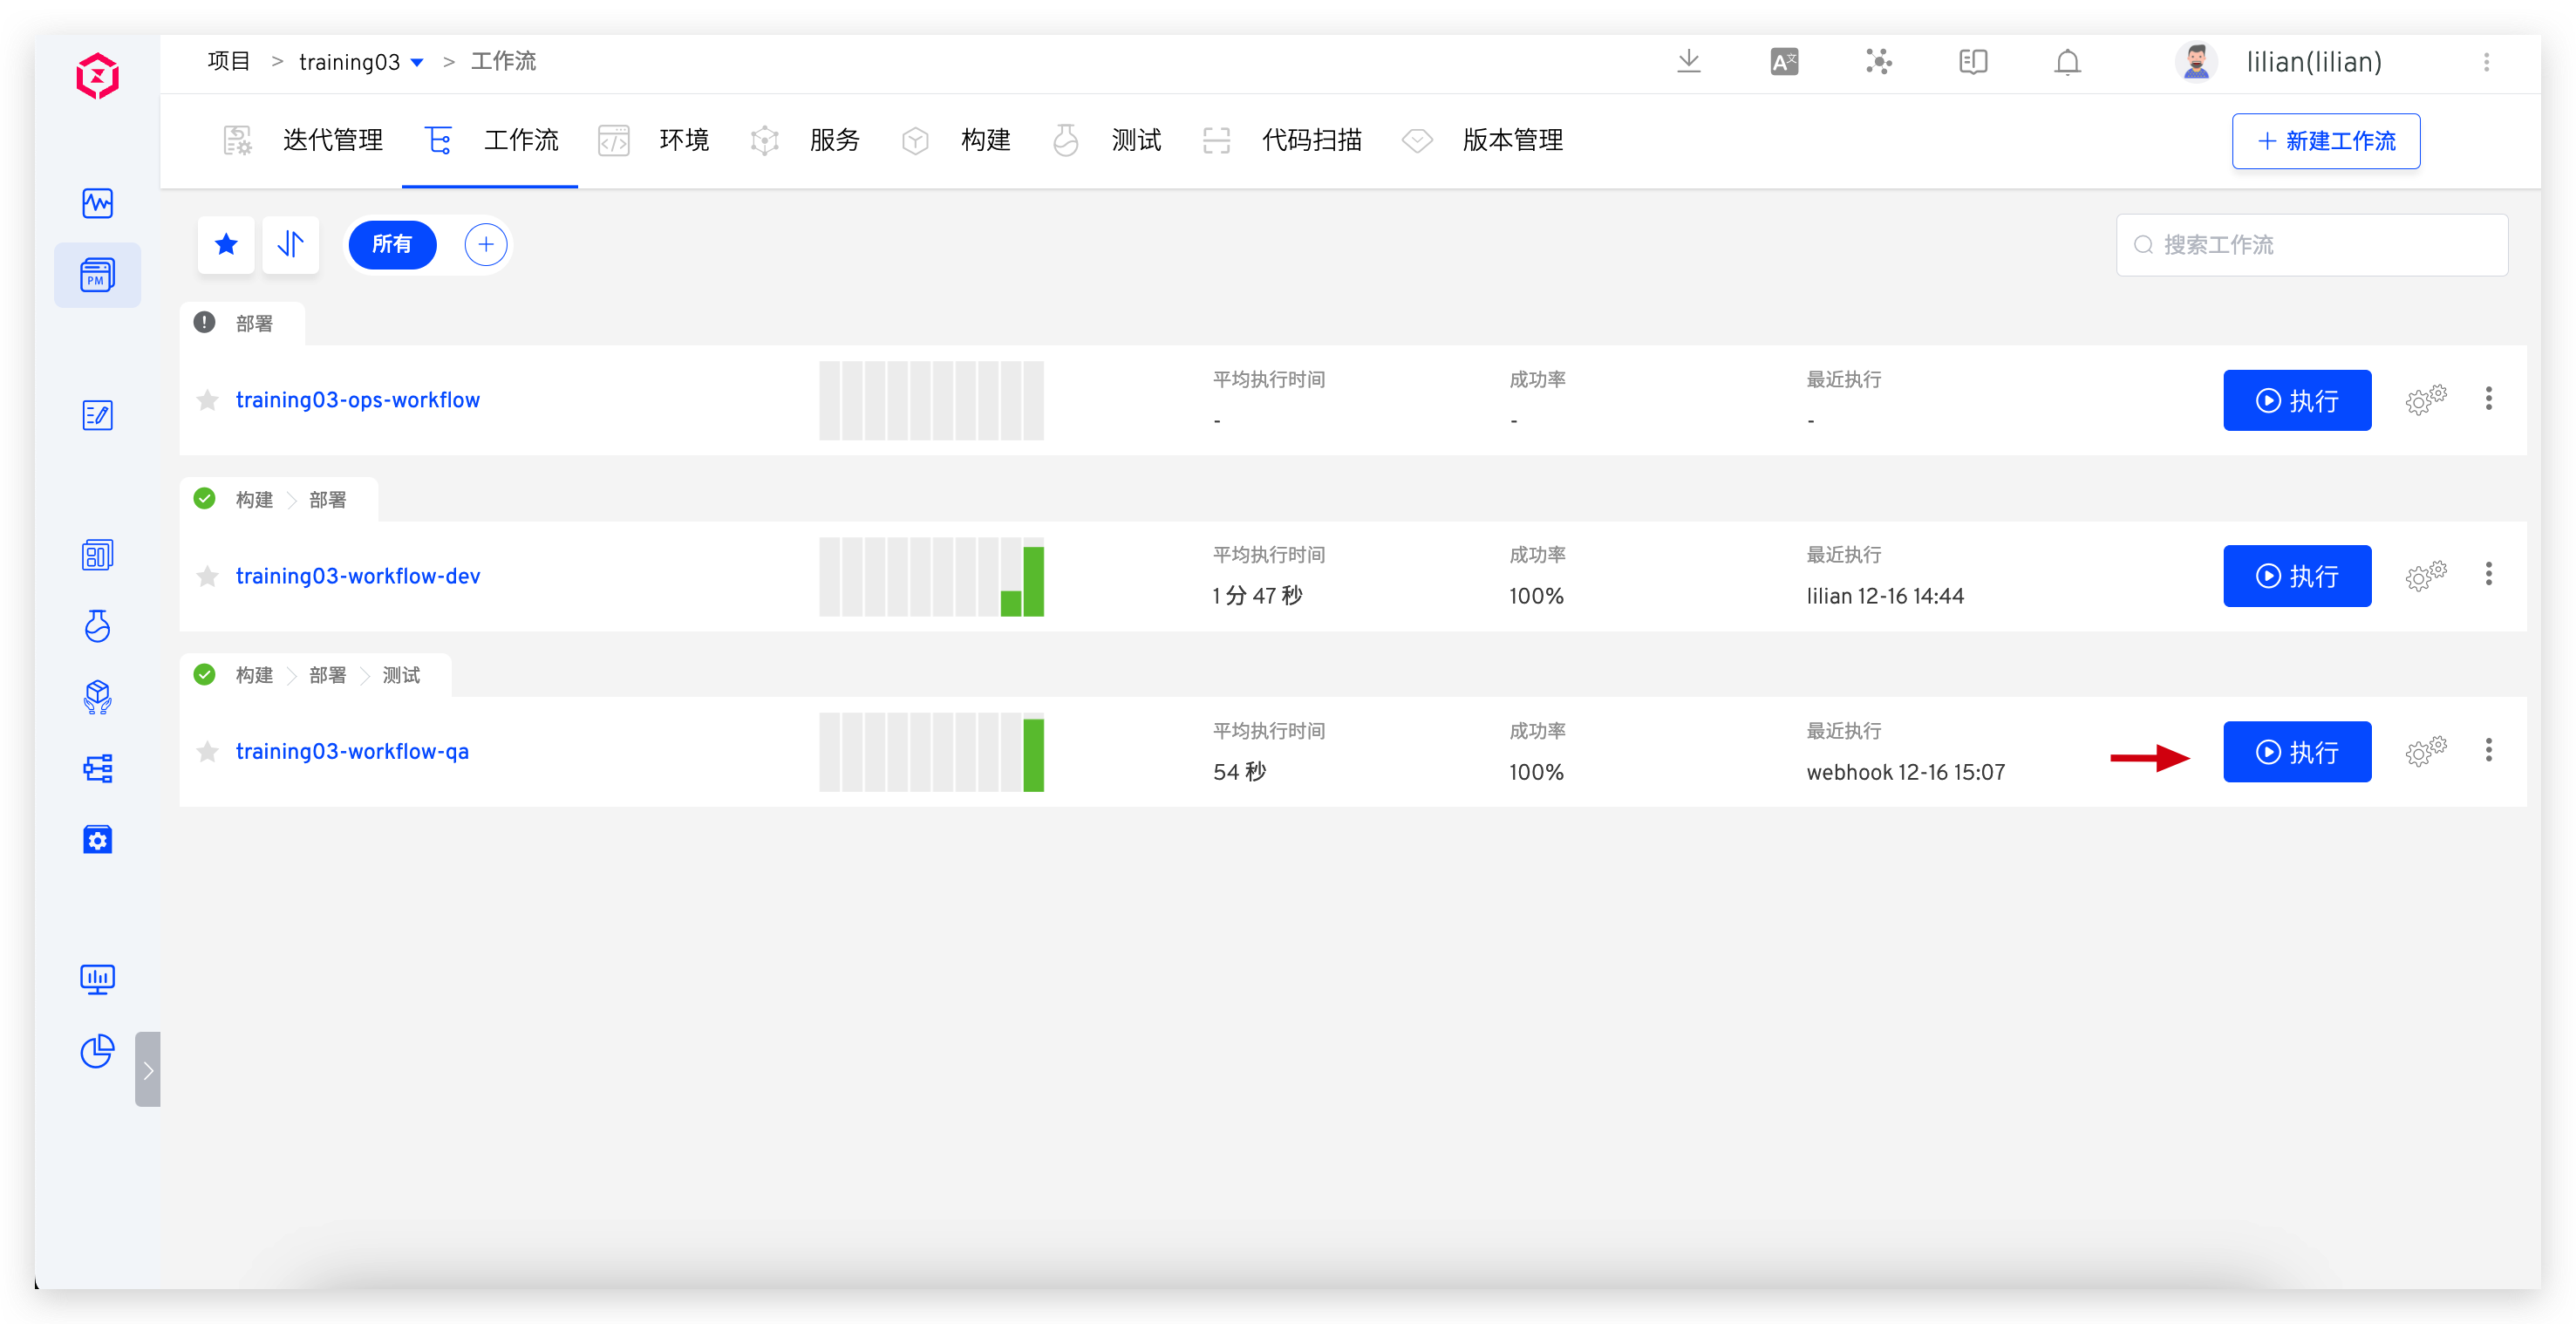 项目 > training03 > 工作流
lilian(lilian)
迭代管理 工作流 环境 服务 构建 测试 代码扫描 版本管理
+ 新建工作流
PM
所有
搜索工作流
部署
training03-ops-workflow
平均执行时间 成功率 最近执行
- - -
执行
构建 部署
training03-workflow-dev
平均执行时间 成功率 最近执行
1 分 47 秒 100% lilian 12-16 14:44
执行
构建 部署 测试
training03-workflow-qa
平均执行时间 成功率 最近执行
54 秒 100% webhook 12-16 15:07
执行